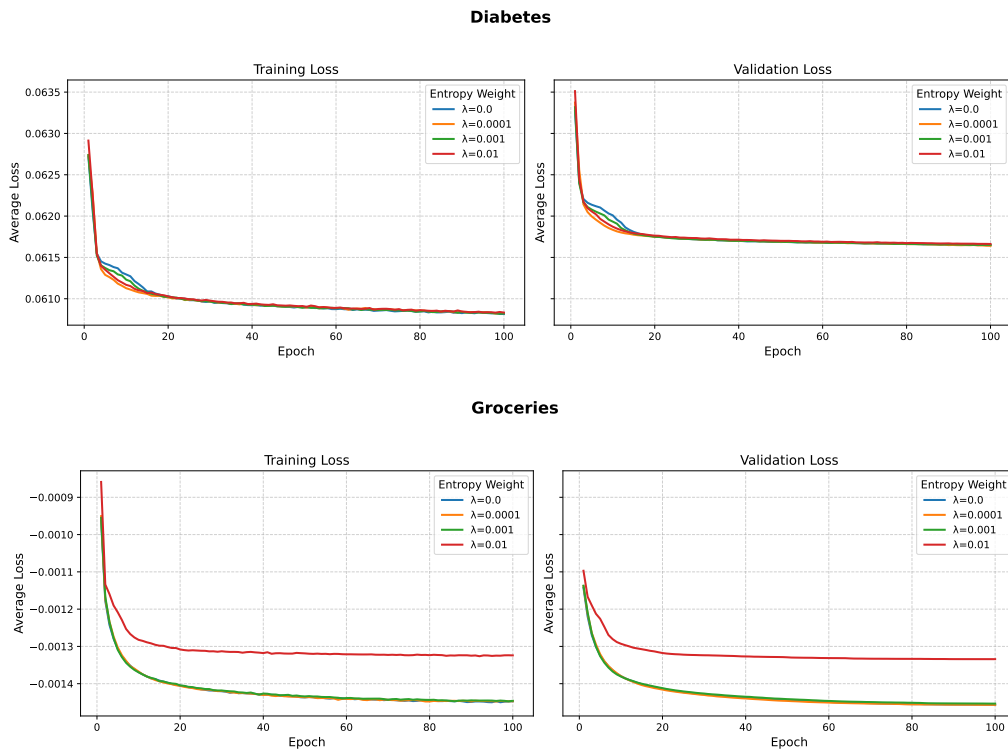 Diabetes
Training Loss
Validation Loss
Entropy Weight
λ=0.0
λ=0.0001
λ=0.001
λ=0.01
Entropy Weight
λ=0.0
λ=0.0001
λ=0.001
λ=0.01
0.0635
0.0630
0.0625
0.0620
0.0615
0.0610
Average Loss
Average Loss
0 20 40 60 80 100
0 20 40 60 80 100
Epoch
Epoch
Groceries
Training Loss
Validation Loss
Entropy Weight
λ=0.0
λ=0.0001
λ=0.001
λ=0.01
Entropy Weight
λ=0.0
λ=0.0001
λ=0.001
λ=0.01
−0.0009
−0.0010
−0.0011
−0.0012
−0.0013
−0.0014
Average Loss
Average Loss
0 20 40 60 80 100
0 20 40 60 80 100
Epoch
Epoch